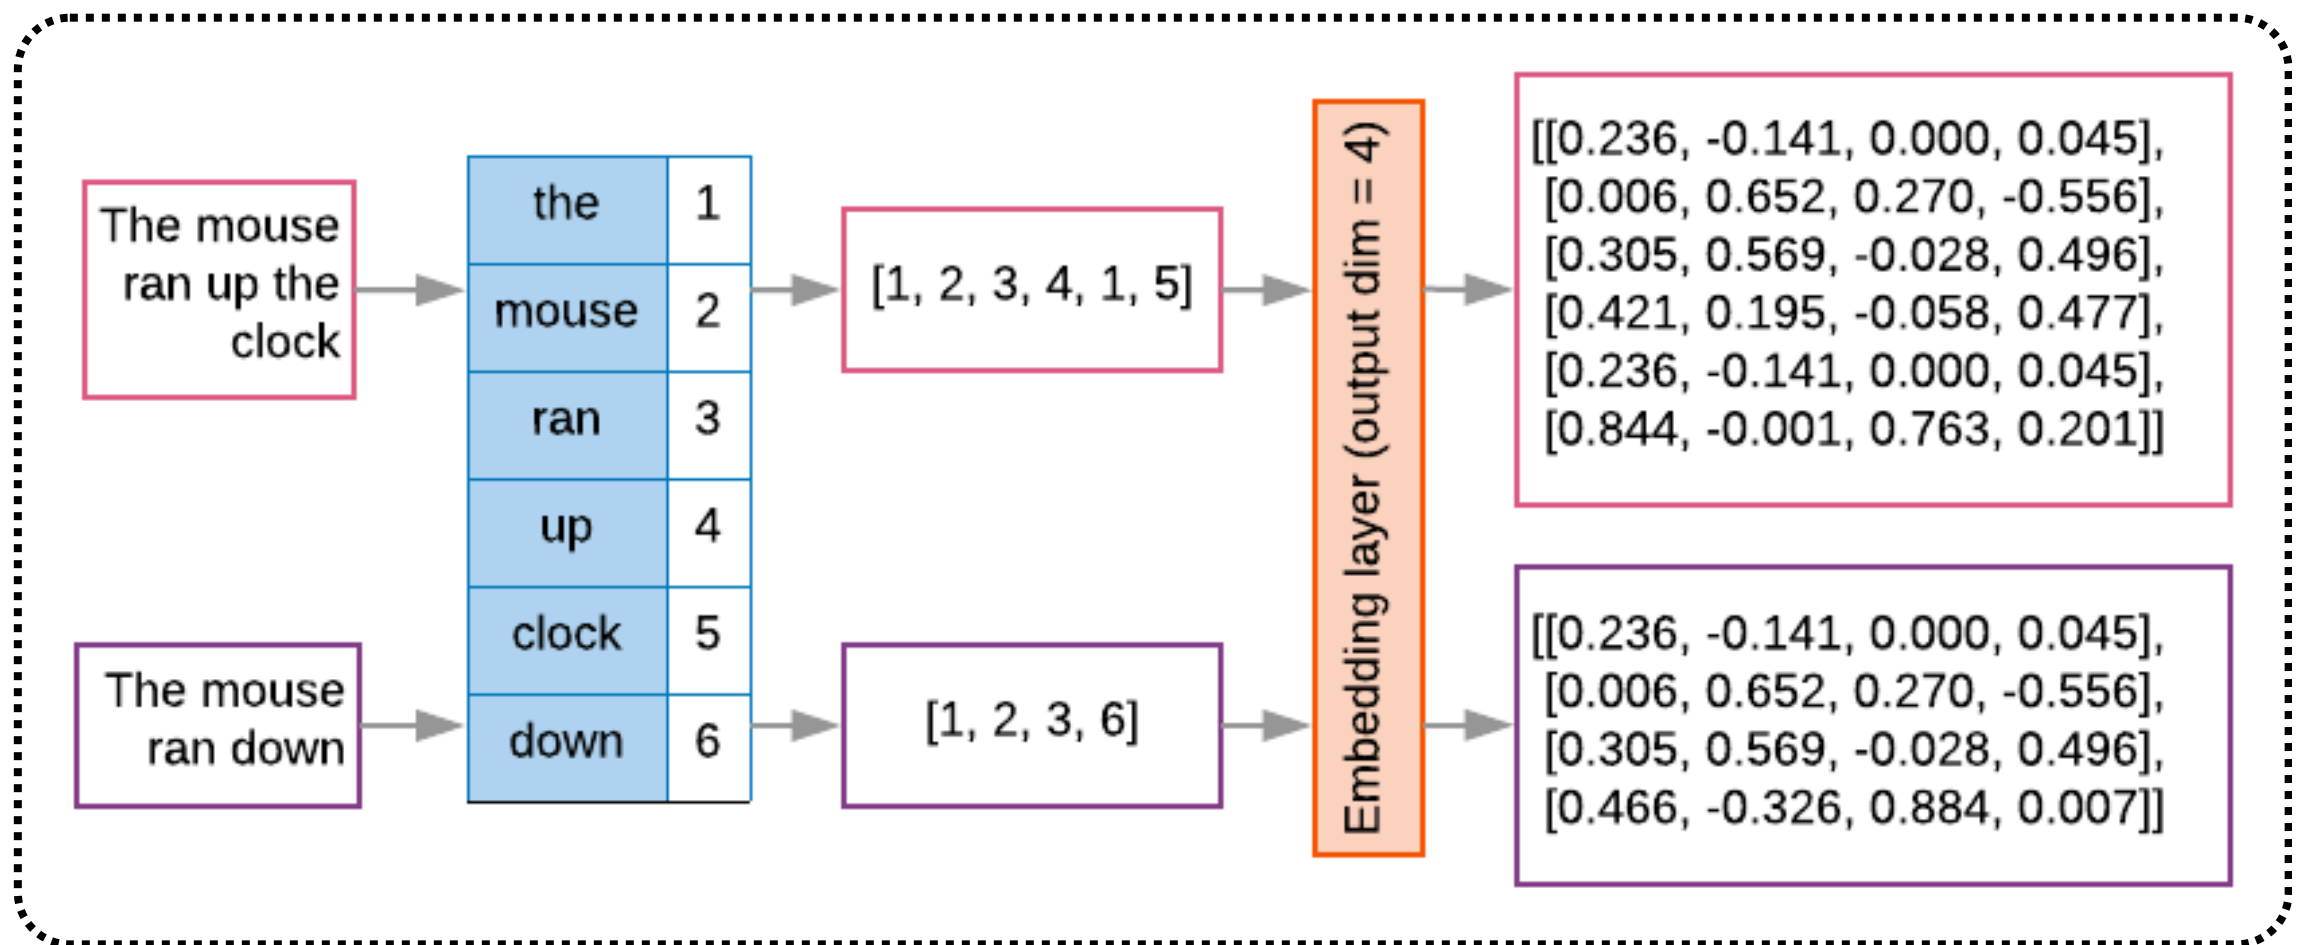 The mouse
ran up the
clock
the 1
mouse 2
ran 3
up 4
clock 5
down 6
[1, 2, 3, 4, 1, 5]
Embedding layer (output dim = 4)
[[0.236, -0.141, 0.000, 0.045],
[0.006, 0.652, 0.270, -0.556],
[0.305, 0.569, -0.028, 0.496],
[0.421, 0.195, -0.058, 0.477],
[0.236, -0.141, 0.000, 0.045],
[0.844, -0.001, 0.763, 0.201]]
The mouse
ran down
[1, 2, 3, 6]
[[0.236, -0.141, 0.000, 0.045],
[0.006, 0.652, 0.270, -0.556],
[0.305, 0.569, -0.028, 0.496],
[0.466, -0.326, 0.884, 0.007]]